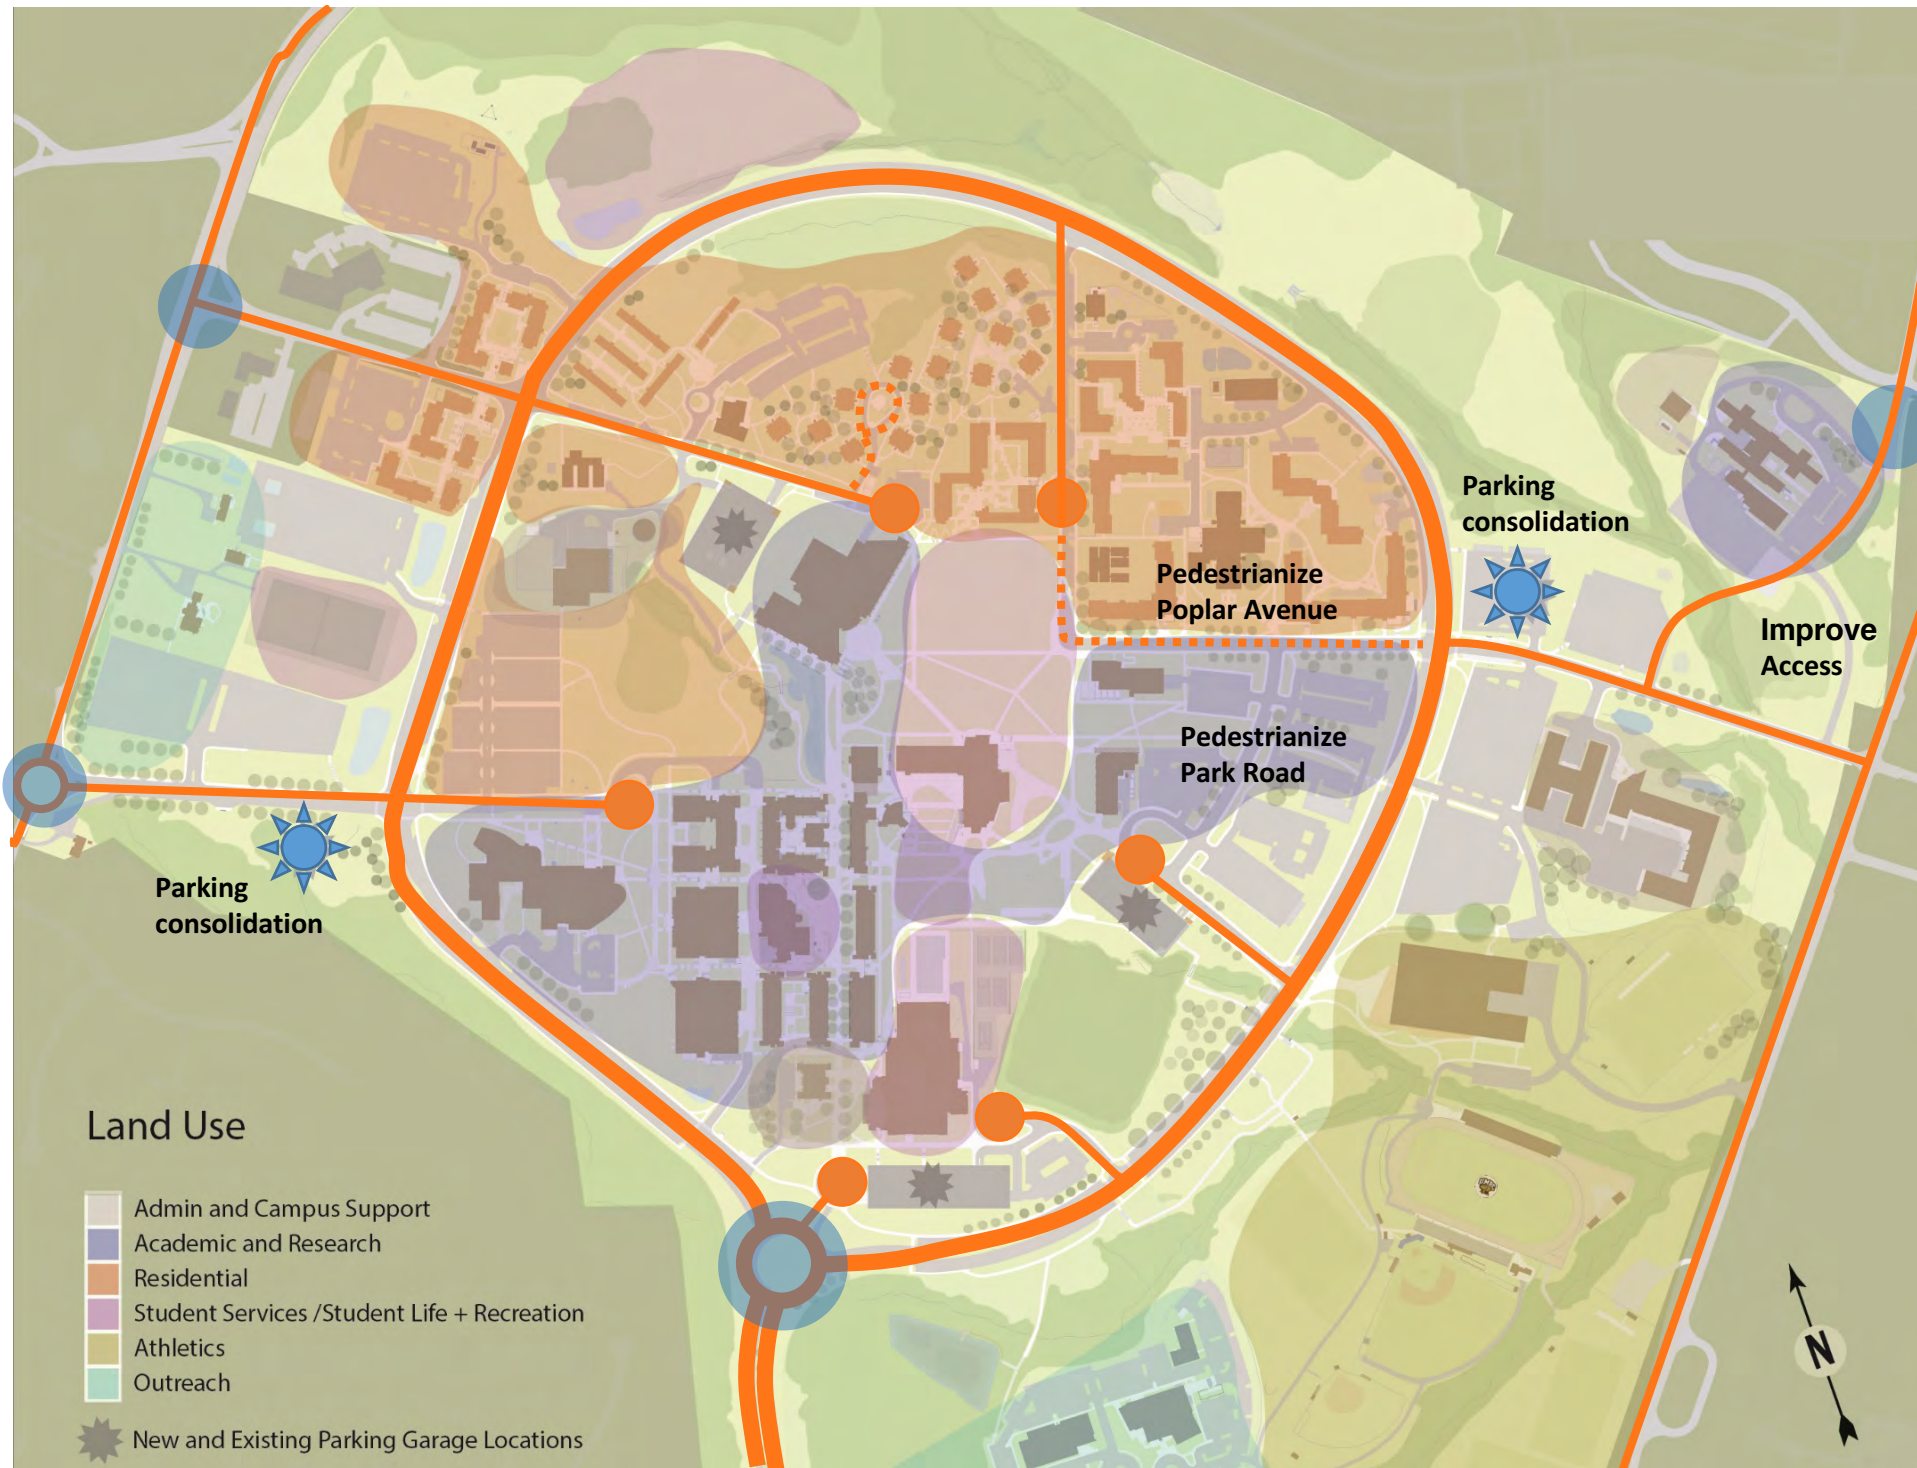 Parking
consolidation
Pedestrianize
Poplar Avenue
Improve
Access
Pedestrianize
Park Road
Parking
consolidation
Land Use
Admin and Campus Support
Academic and Research
Residential
Student Services /Student Life + Recreation
Athletics
Outreach
New and Existing Parking Garage Locations
N